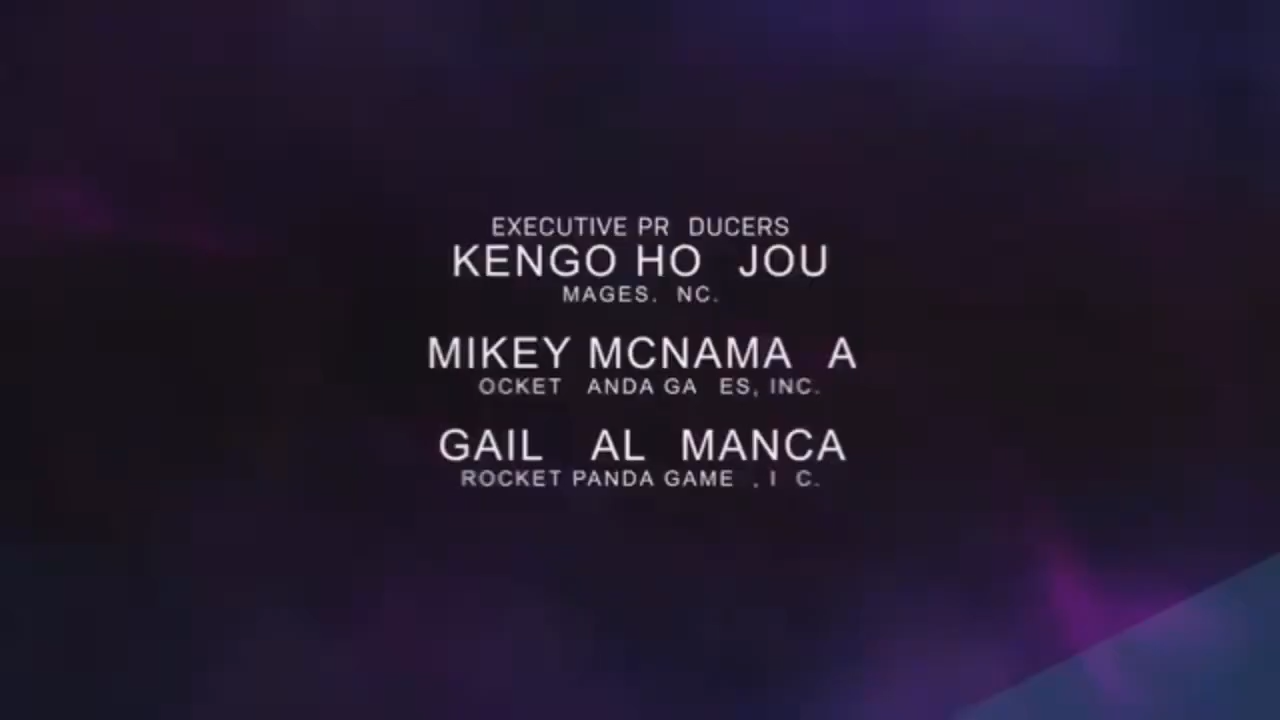 EXECUTIVE PR DUCERS
KENGO HO JOU
MAGES. NC.
MIKEY MCNAMA A
OCKET ANDA GA ES, INC.
GAIL AL MANCA
ROCKET PANDA GAME , I C.